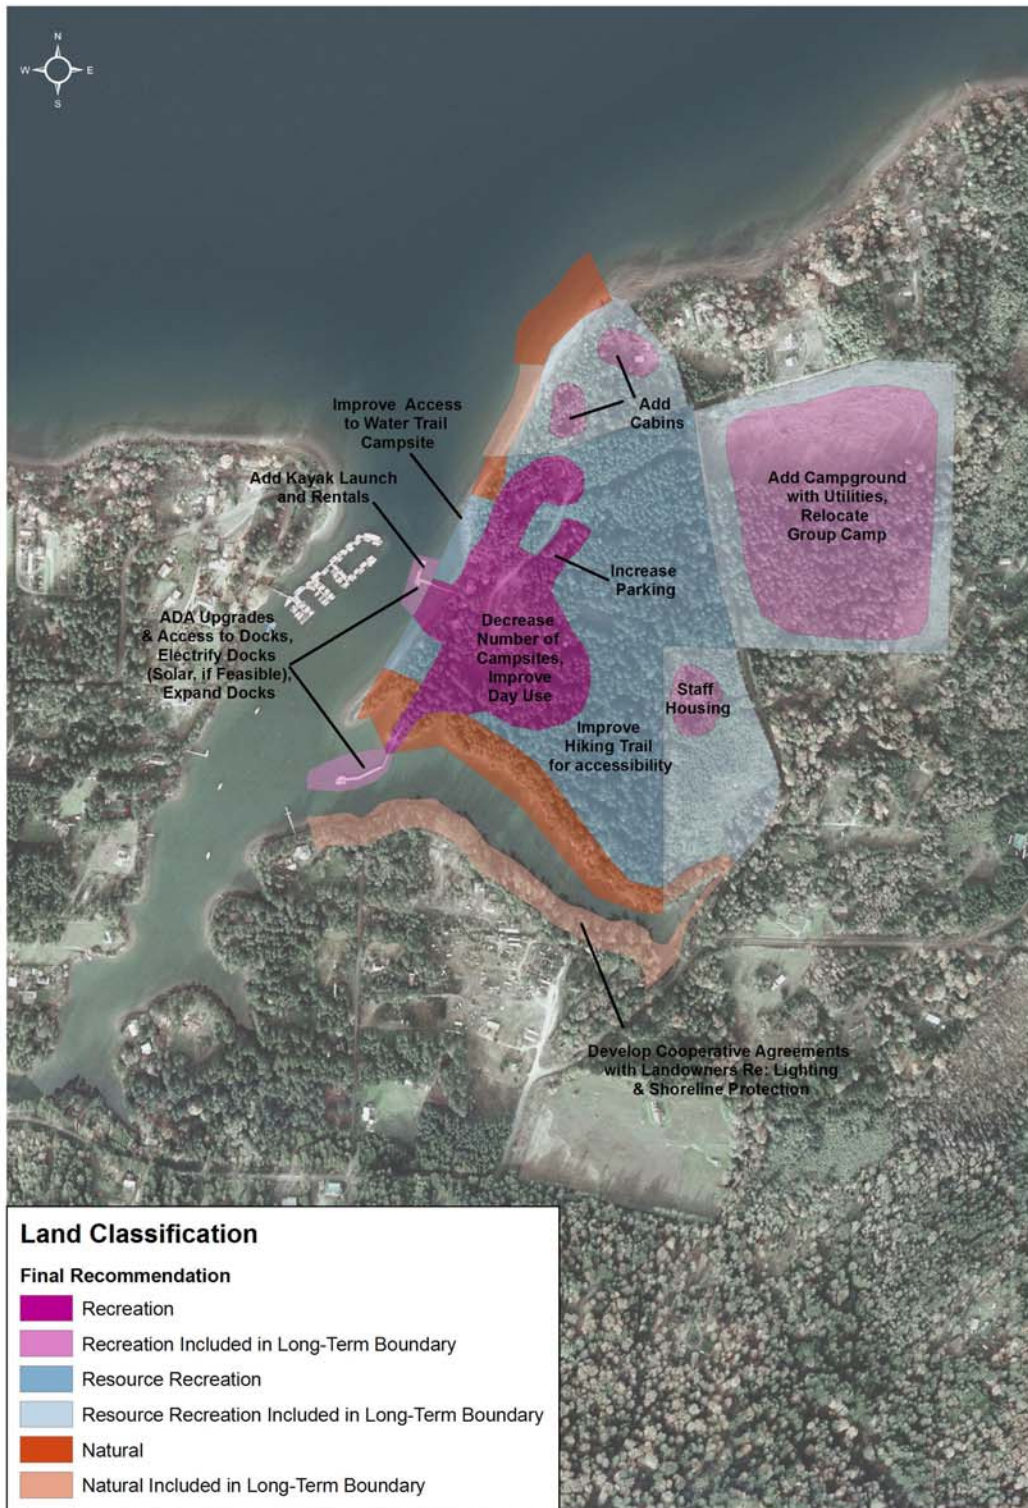 N
W E
S
Improve Access
to Water Trail
Campsite
Add
Cabins
Add Kayak Launch
and Rentals
Add Campground
with Utilities,
Relocate
Group Camp
Increase
Parking
ADA Upgrades
& Access to Docks,
Electrify Docks
(Solar, if Feasible),
Expand Docks
Decrease
Number of
Campsites,
Improve
Day Use
Staff
Housing
Improve
Hiking Trail
for accessibility
Develop Cooperative Agreements
with Landowners Re: Lighting
& Shoreline Protection
Land Classification
Final Recommendation
Recreation
Recreation Included in Long-Term Boundary
Resource Recreation
Resource Recreation Included in Long-Term Boundary
Natural
Natural Included in Long-Term Boundary